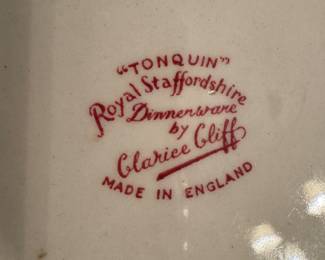 "TONQUIN"
Royal Staffordshire
Dinnerware
by
Clarice Cliff
MADE IN ENGLAND